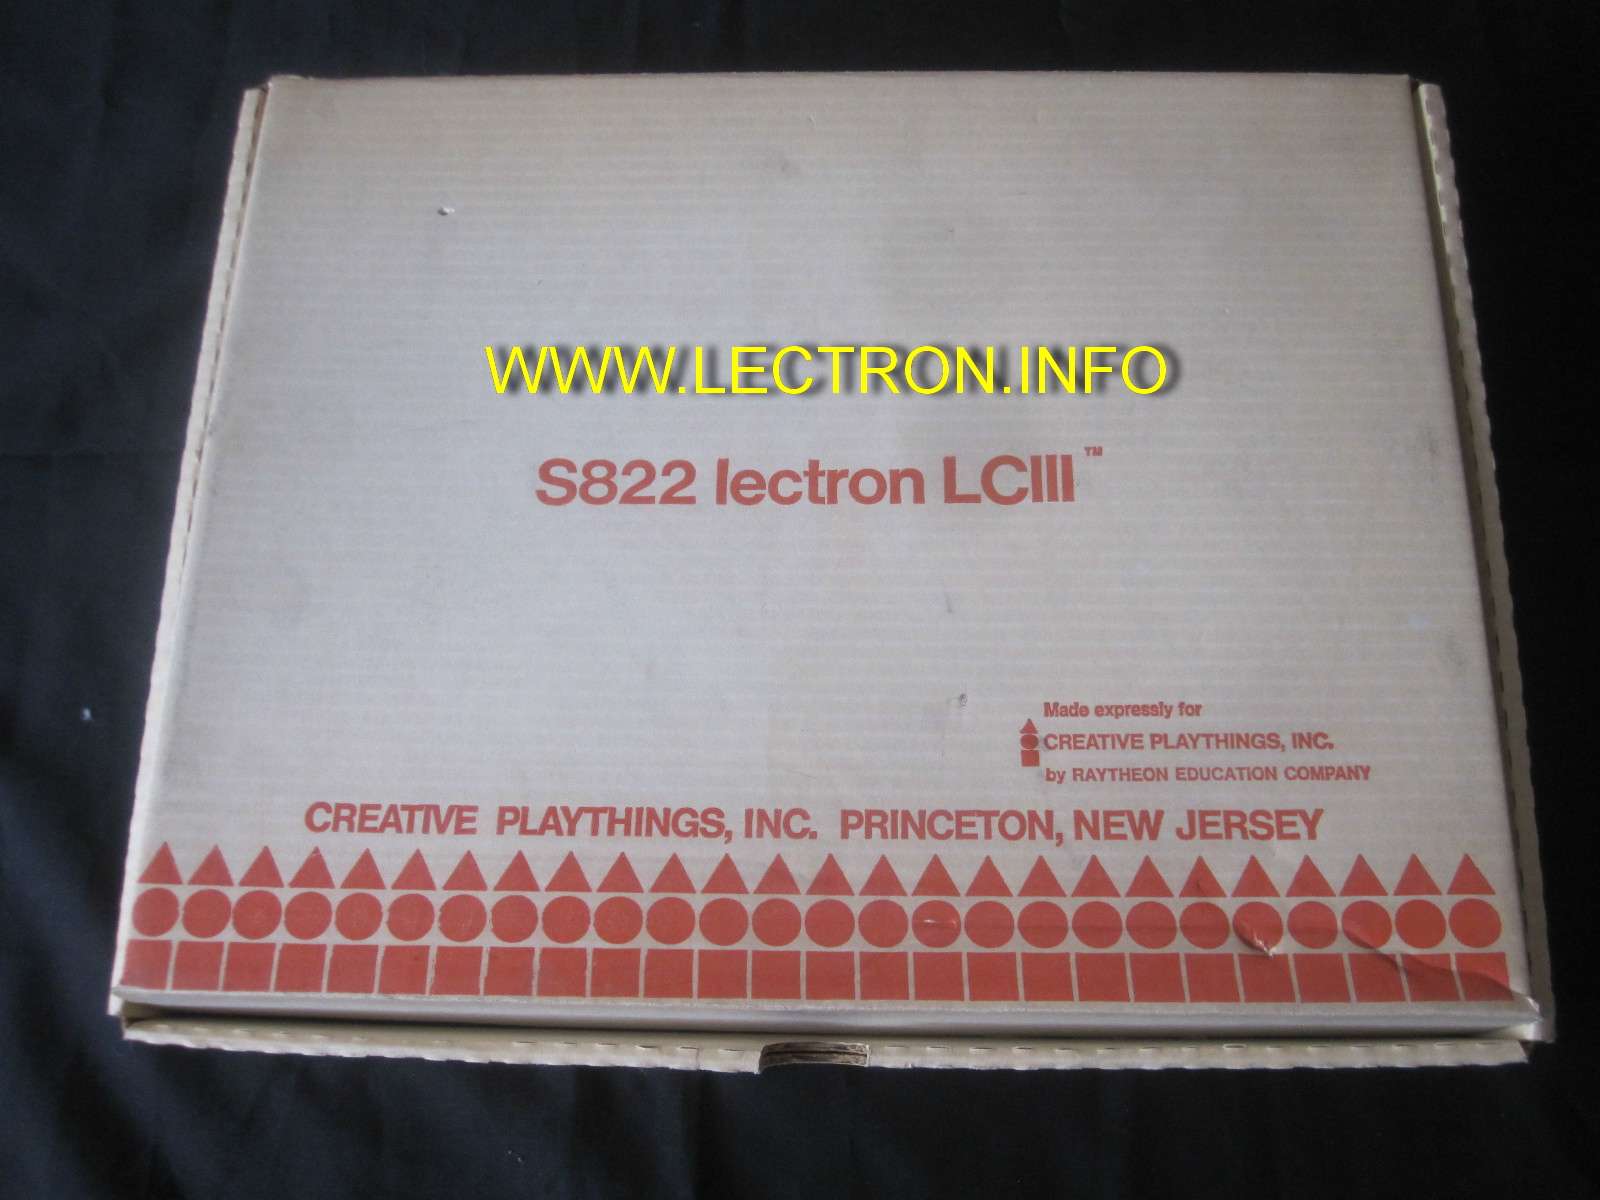 WWW.LECTRON.INFO
S822 lectron LCIII™
Made expressly for
CREATIVE PLAYTHINGS, INC.
by RAYTHEON EDUCATION COMPANY
CREATIVE PLAYTHINGS, INC. PRINCETON, NEW JERSEY